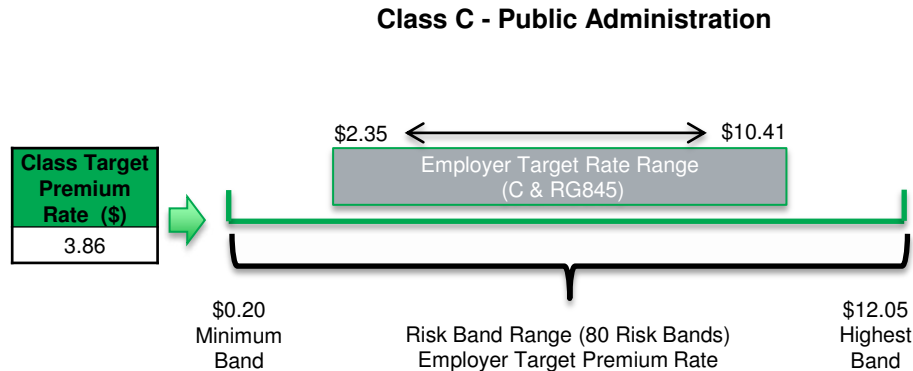 Class C - Public Administration
$2.35
$10.41
Class Target
Premium
Rate ($)
3.86
Employer Target Rate Range
(C & RG845)
$0.20
Minimum
Band
Risk Band Range (80 Risk Bands)
Employer Target Premium Rate
$12.05
Highest
Band